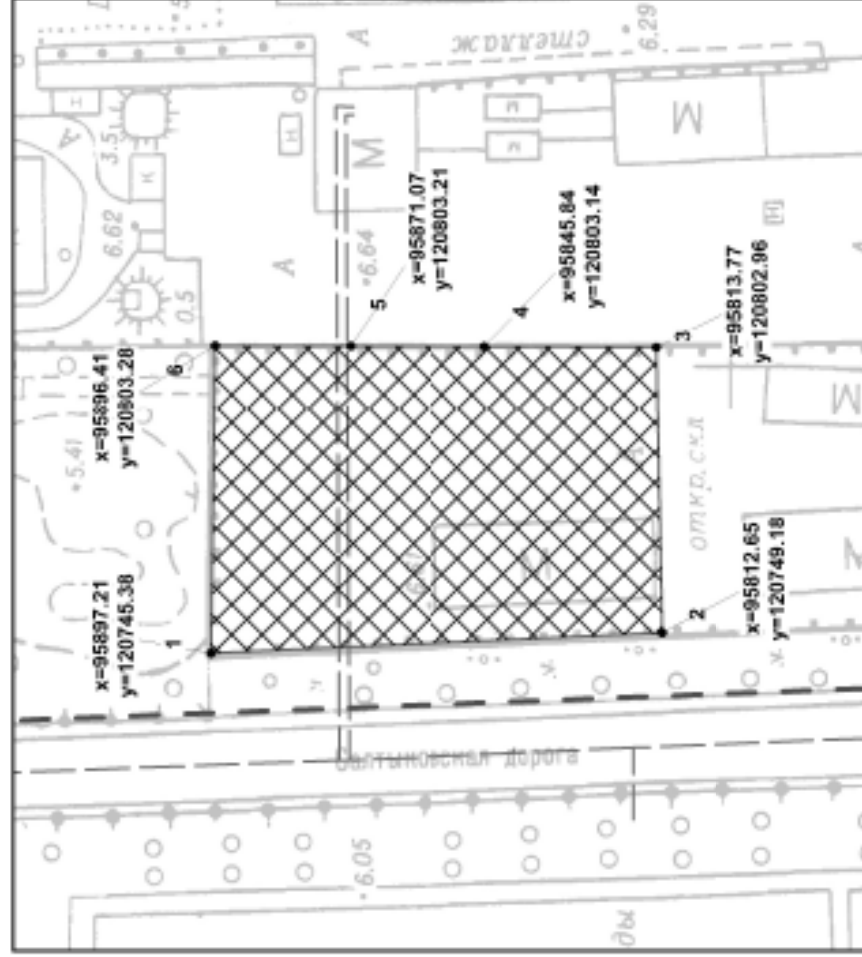 стеллаж
6.29
А
3.5
Н
А
К
6.62
0.5
А
Н
М
К
К
М
6.64
x=95871.07
y=120803.21
5
x=95845.84
y=120803.14
4
Н
x=95813.77
y=120802.96
3
x=95896.41
y=120803.28
6
5.41
x=95897.21
y=120745.38
1
М
М
откр.скл
x=95812.65
y=120749.18
2
М
Салтыковская дорога
6.05
ды